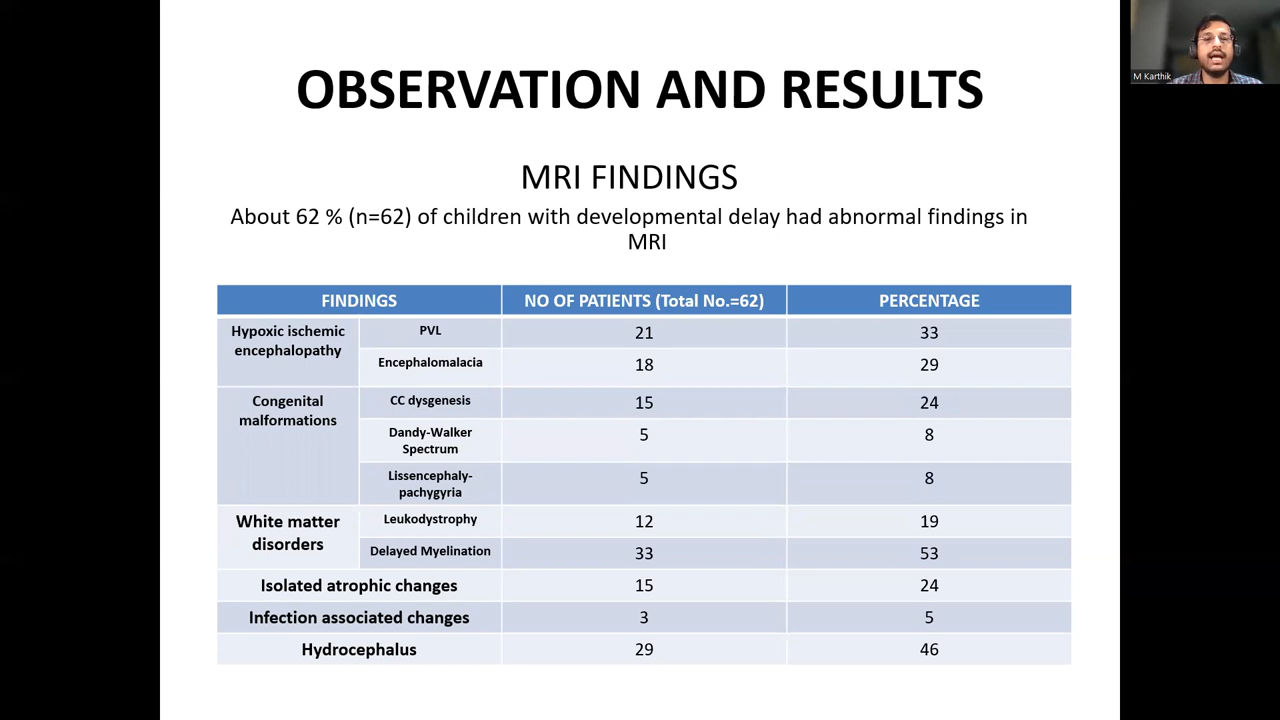 OBSERVATION AND RESULTS
M Karthik
MRI FINDINGS
About 62 % (n=62) of children with developmental delay had abnormal findings in
MRI
FINDINGS NO OF PATIENTS (Total No.=62) PERCENTAGE
Hypoxic ischemic
encephalopathy
PVL 21 33
Encephalomalacia 18 29
Congenital
malformations
CC dysgenesis 15 24
Dandy-Walker
Spectrum
5 8
Lissencephaly-
pachygyria
5 8
White matter
disorders
Leukodystrophy 12 19
Delayed Myelination 33 53
Isolated atrophic changes 15 24
Infection associated changes 3 5
Hydrocephalus 29 46